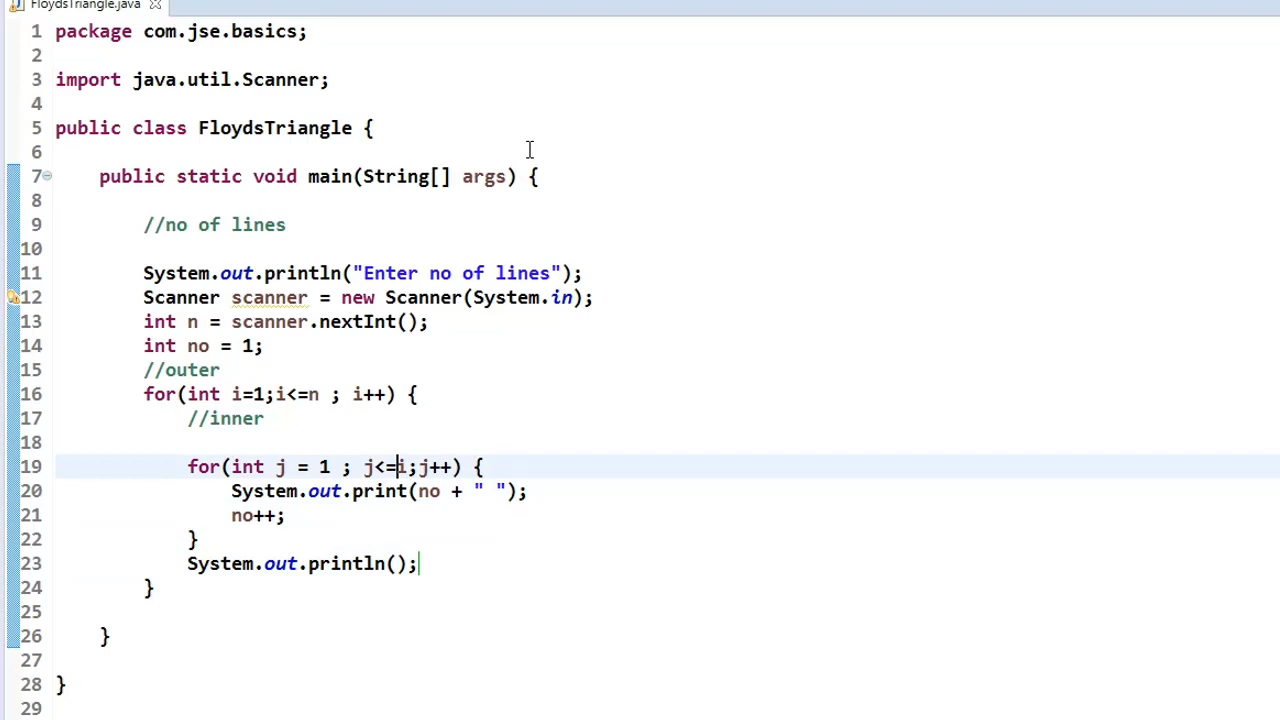 FloydsTriangle.java
1 package com.jse.basics;
2
3 import java.util.Scanner;
4
5 public class FloydsTriangle {
6
7 public static void main(String[] args) {
8
9 //no of lines
10
11 System.out.println("Enter no of lines");
12 Scanner scanner = new Scanner(System.in);
13 int n = scanner.nextInt();
14 int no = 1;
15 //outer
16 for(int i=1;i<=n ; i++) {
17 //inner
18
19 for(int j = 1 ; j<=i;j++) {
20 System.out.print(no + " ");
21 no++;
22 }
23 System.out.println();
24 }
25
26 }
27
28 }
29